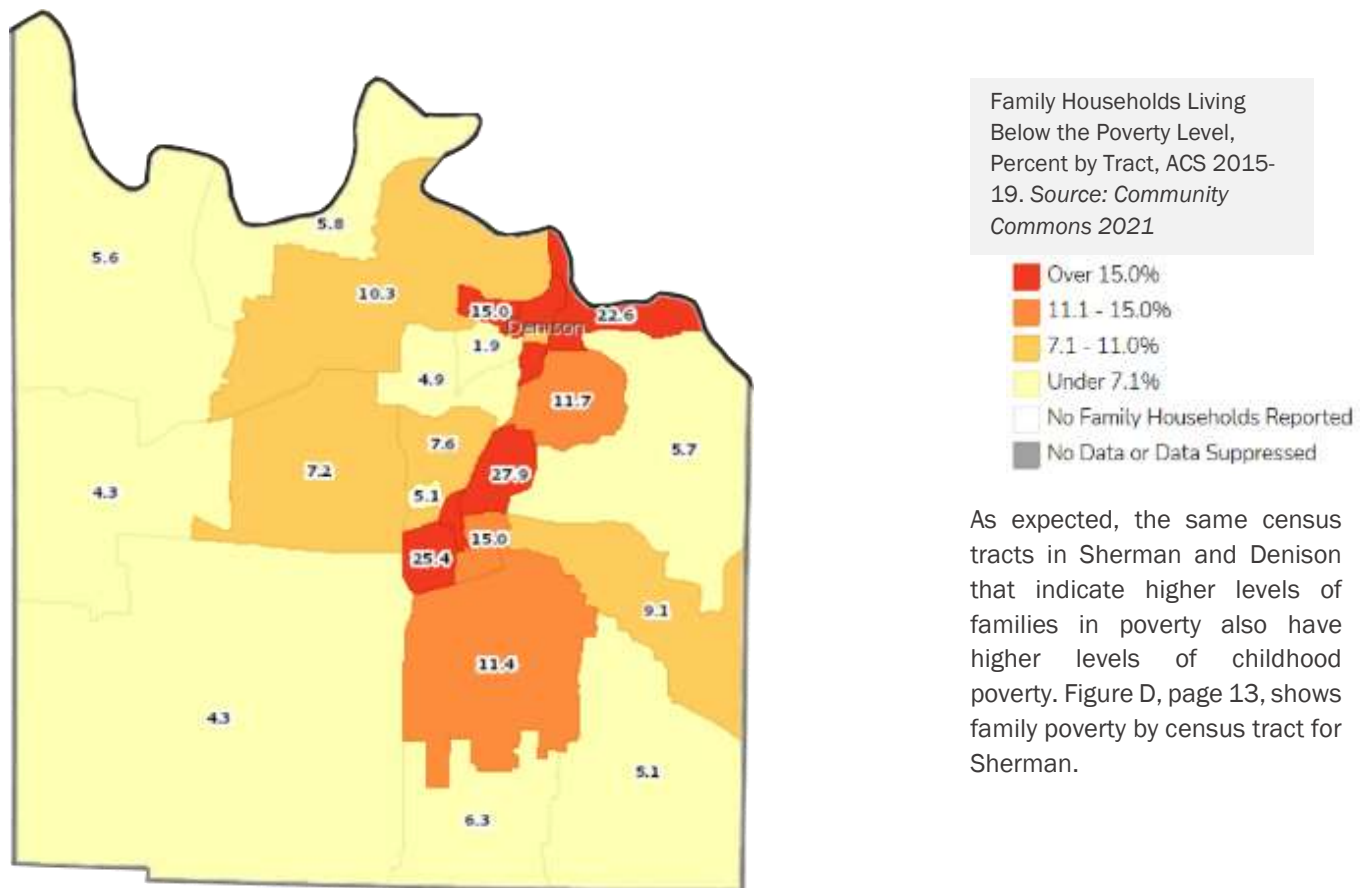 5.6
5.8
10.3
15.0
22.6
Denison
1.9
4.9
11.7
7.6
5.7
7.2
27.9
4.3
5.1
15.0
25.4
9.1
11.4
4.3
5.1
6.3
Family Households Living
Below the Poverty Level,
Percent by Tract, ACS 2015-
19. Source: Community
Commons 2021
Over 15.0%
11.1 - 15.0%
7.1 - 11.0%
Under 7.1%
No Family Households Reported
No Data or Data Suppressed
As expected, the same census
tracts in Sherman and Denison
that indicate higher levels of
families in poverty also have
higher levels of childhood
poverty. Figure D, page 13, shows
family poverty by census tract for
Sherman.